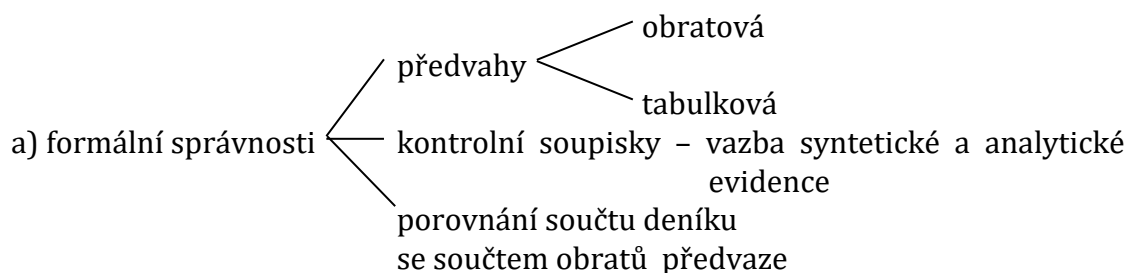 obratová
předvahy
tabulková
a) formální správnosti
kontrolní soupisky – vazba syntetické a analytické
evidence
porovnání součtu deníku
se součtem obratů předvaze